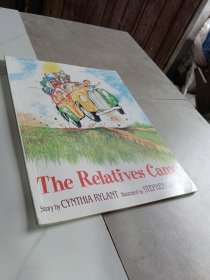 The Relatives Came
Story by CYNTHIA RYLANT Illustrated by STEPHEN